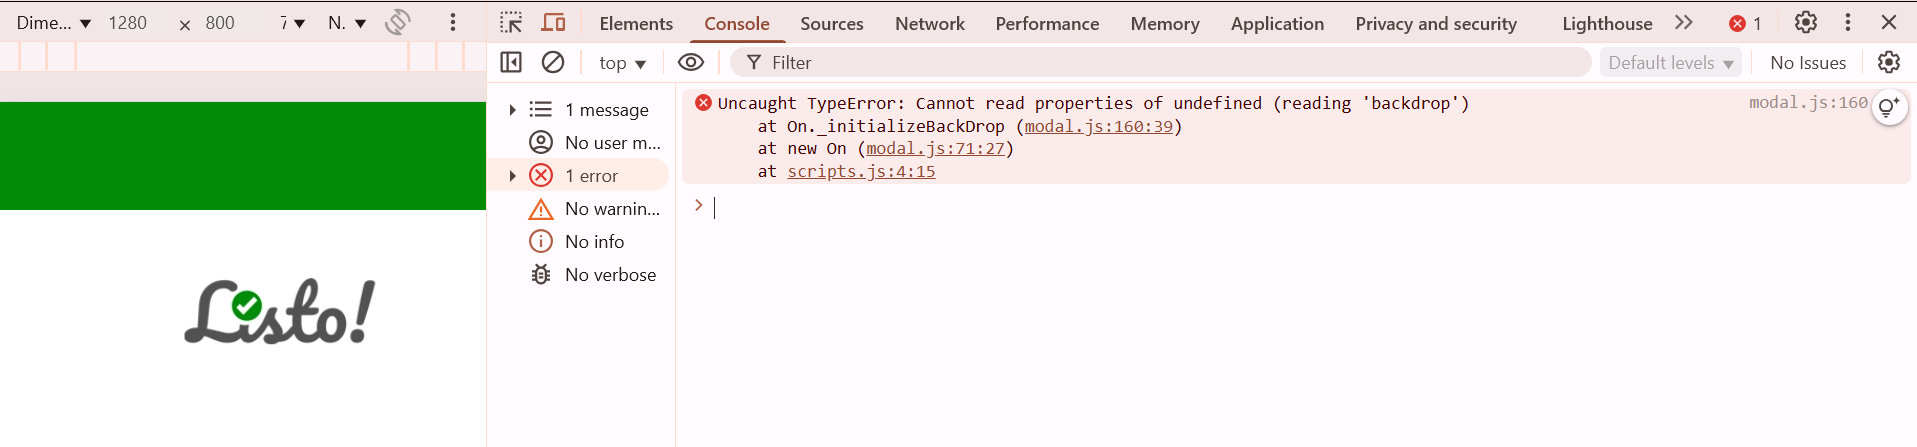 Dime... ▼ 1280 × 800 7 ▼ N. ▼
Elements Console Sources Network Performance Memory Application Privacy and security Lighthouse 1
top ▼ Filter Default levels ▼ No Issues
1 message
No user m...
1 error
No warnin...
No info
No verbose
Uncaught TypeError: Cannot read properties of undefined (reading 'backdrop') modal.js:160
at On._initializeBackDrop (modal.js:160:39)
at new On (modal.js:71:27)
at scripts.js:4:15
Listo!